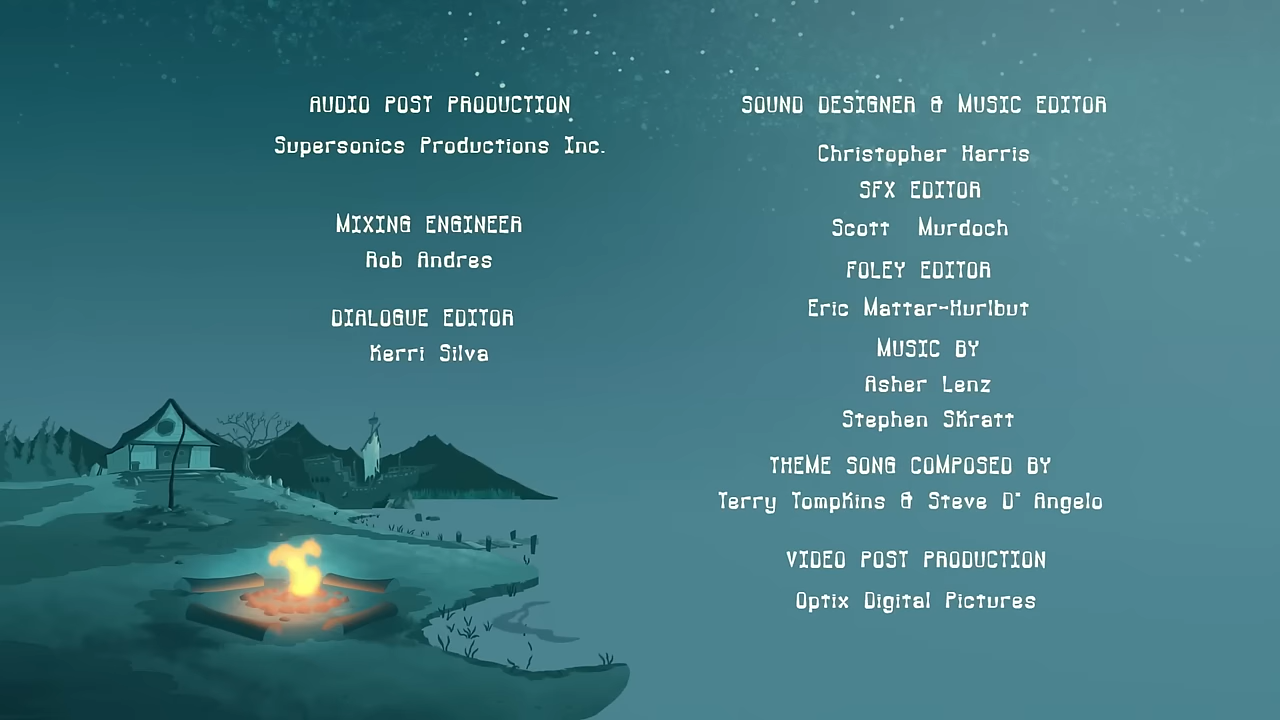 AUDIO POST PRODUCTION
Supersonics Productions Inc.
MIXING ENGINEER
Rob Andres
DIALOGUE EDITOR
Kerri Silva
SOUND DESIGNER & MUSIC EDITOR
Christopher Harris
SFX EDITOR
Scott Murdoch
FOLEY EDITOR
Eric Mattar-Hurlbut
MUSIC BY
Asher Lenz
Stephen SKratt
THEME SONG COMPOSED BY
Terry TompKins & Steve D' Angelo
VIDEO POST PRODUCTION
Optix Digital Pictures